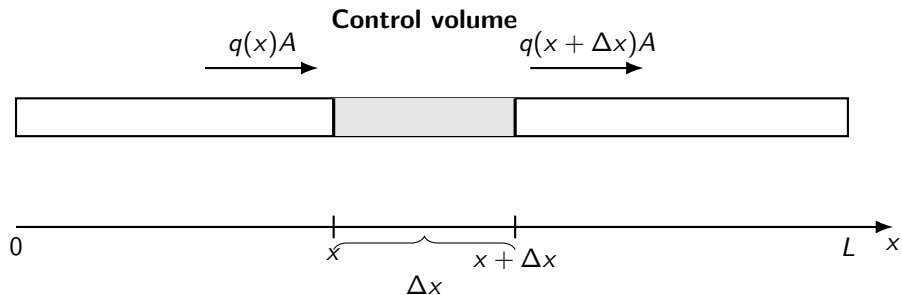 Control volume
q(x)A
q(x + Δx)A
0
x
x + Δx
L
x
Δx